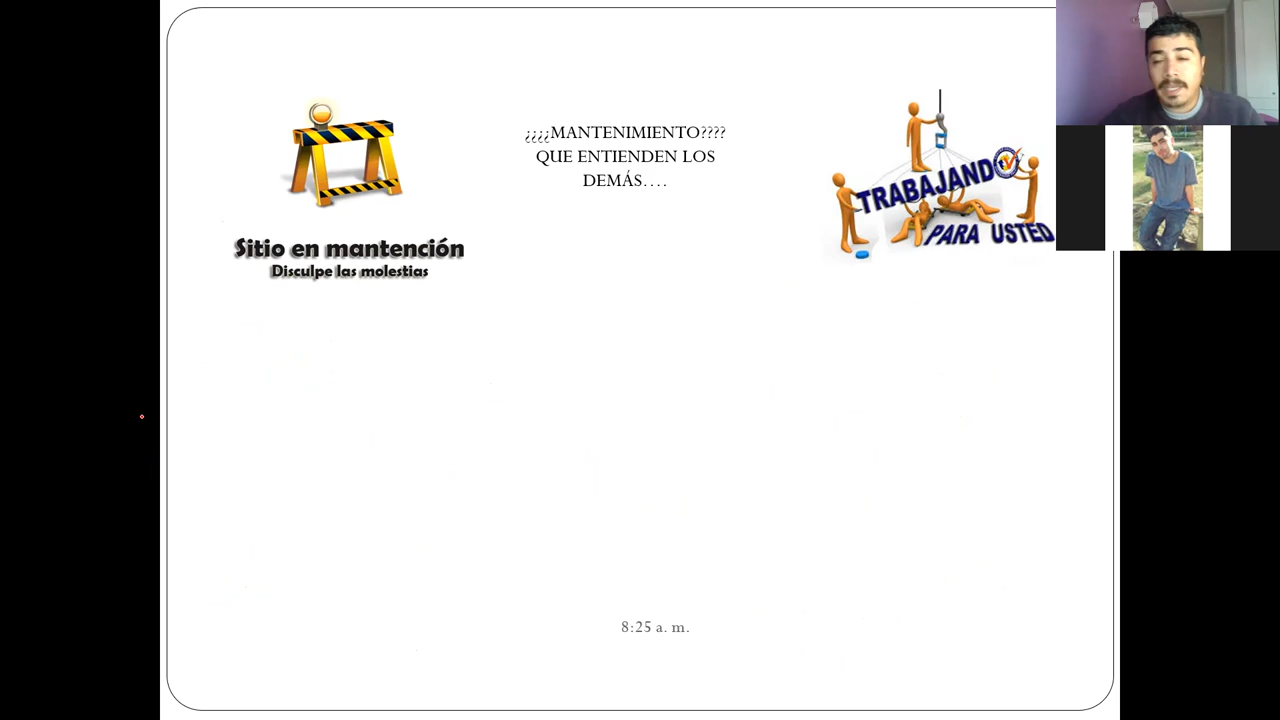 ¿¿¿¿MANTENIMIENTO????
QUE ENTIENDEN LOS
DEMÁS....
Sitio en mantención
Disculpe las molestias
TRABAJANDO
PARA USTED
8:25 a. m.